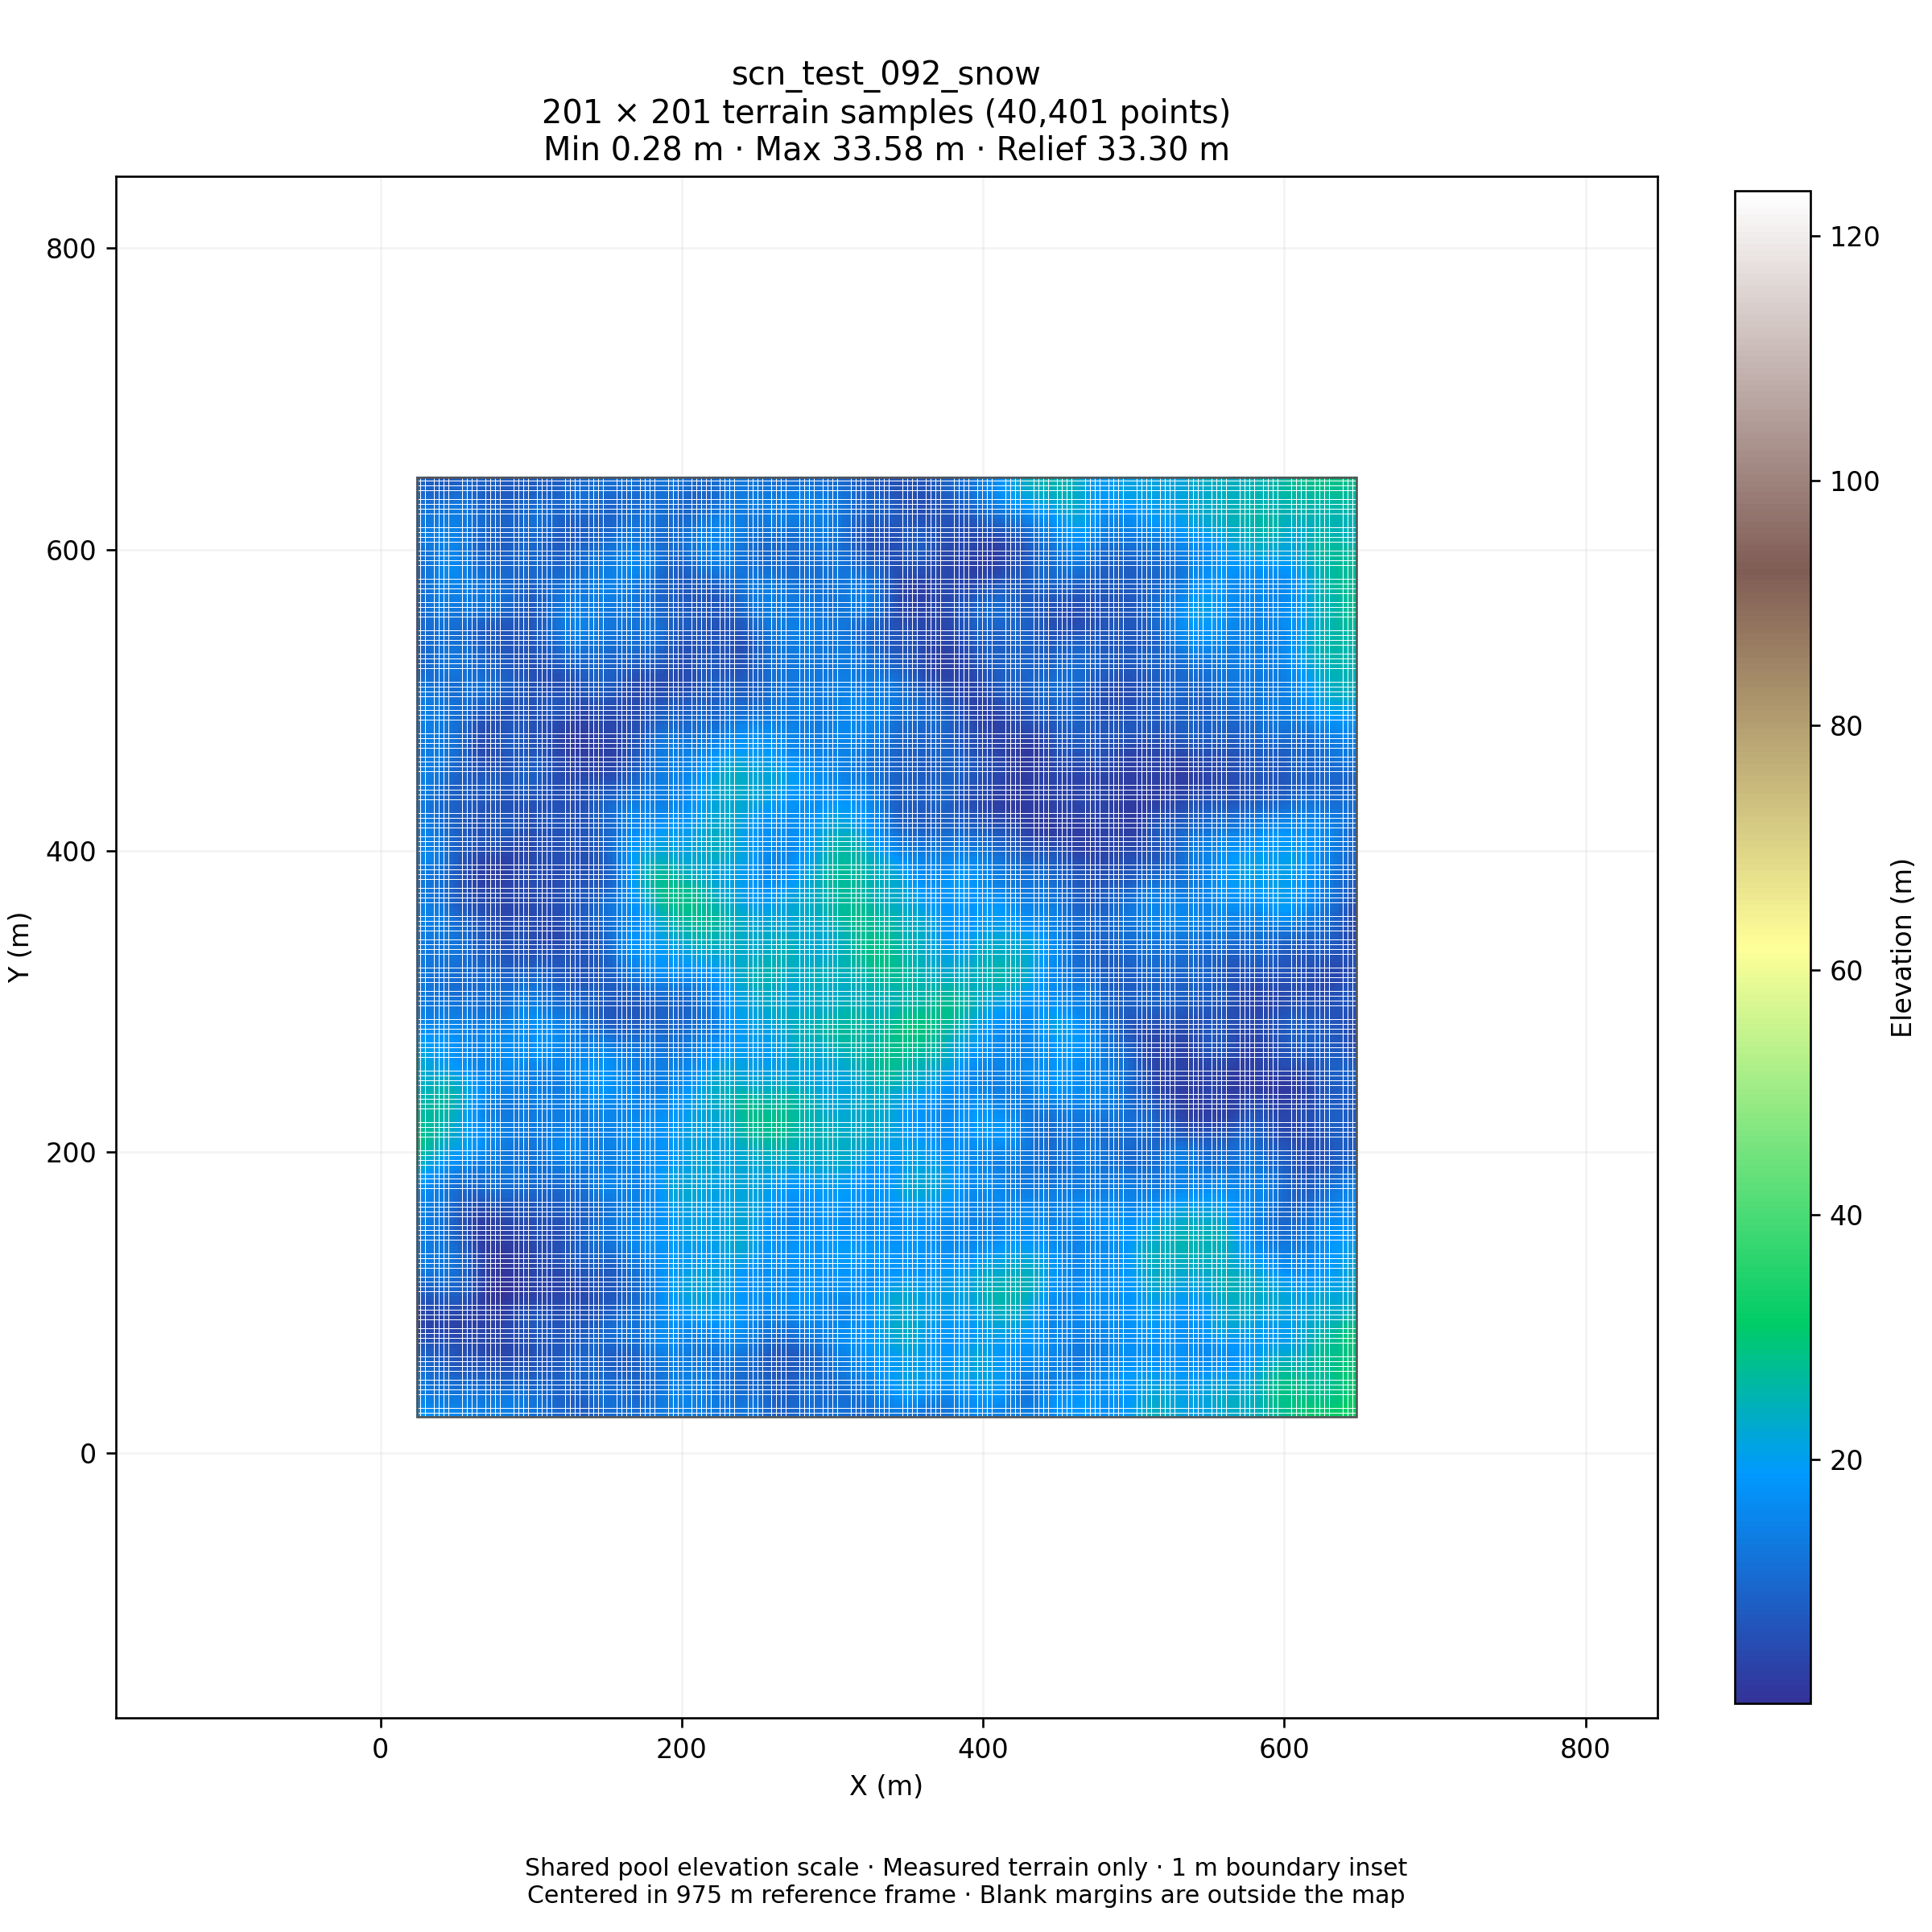 scn_test_092_snow
201 × 201 terrain samples (40,401 points)
Min 0.28 m · Max 33.58 m · Relief 33.30 m
800
600
400
200
0
Y (m)
0
200
400
600
800
X (m)
120
100
80
60
40
20
Elevation (m)
Shared pool elevation scale · Measured terrain only · 1 m boundary inset
Centered in 975 m reference frame · Blank margins are outside the map